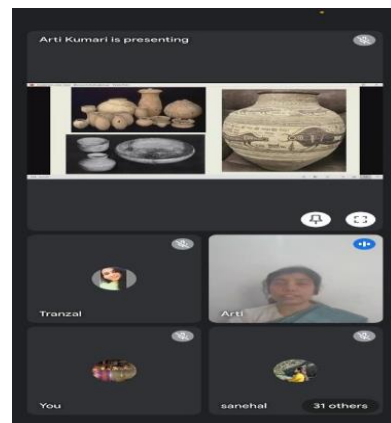 Arti Kumari is presenting
Tranzal
Arti
You
sanehal
31 others